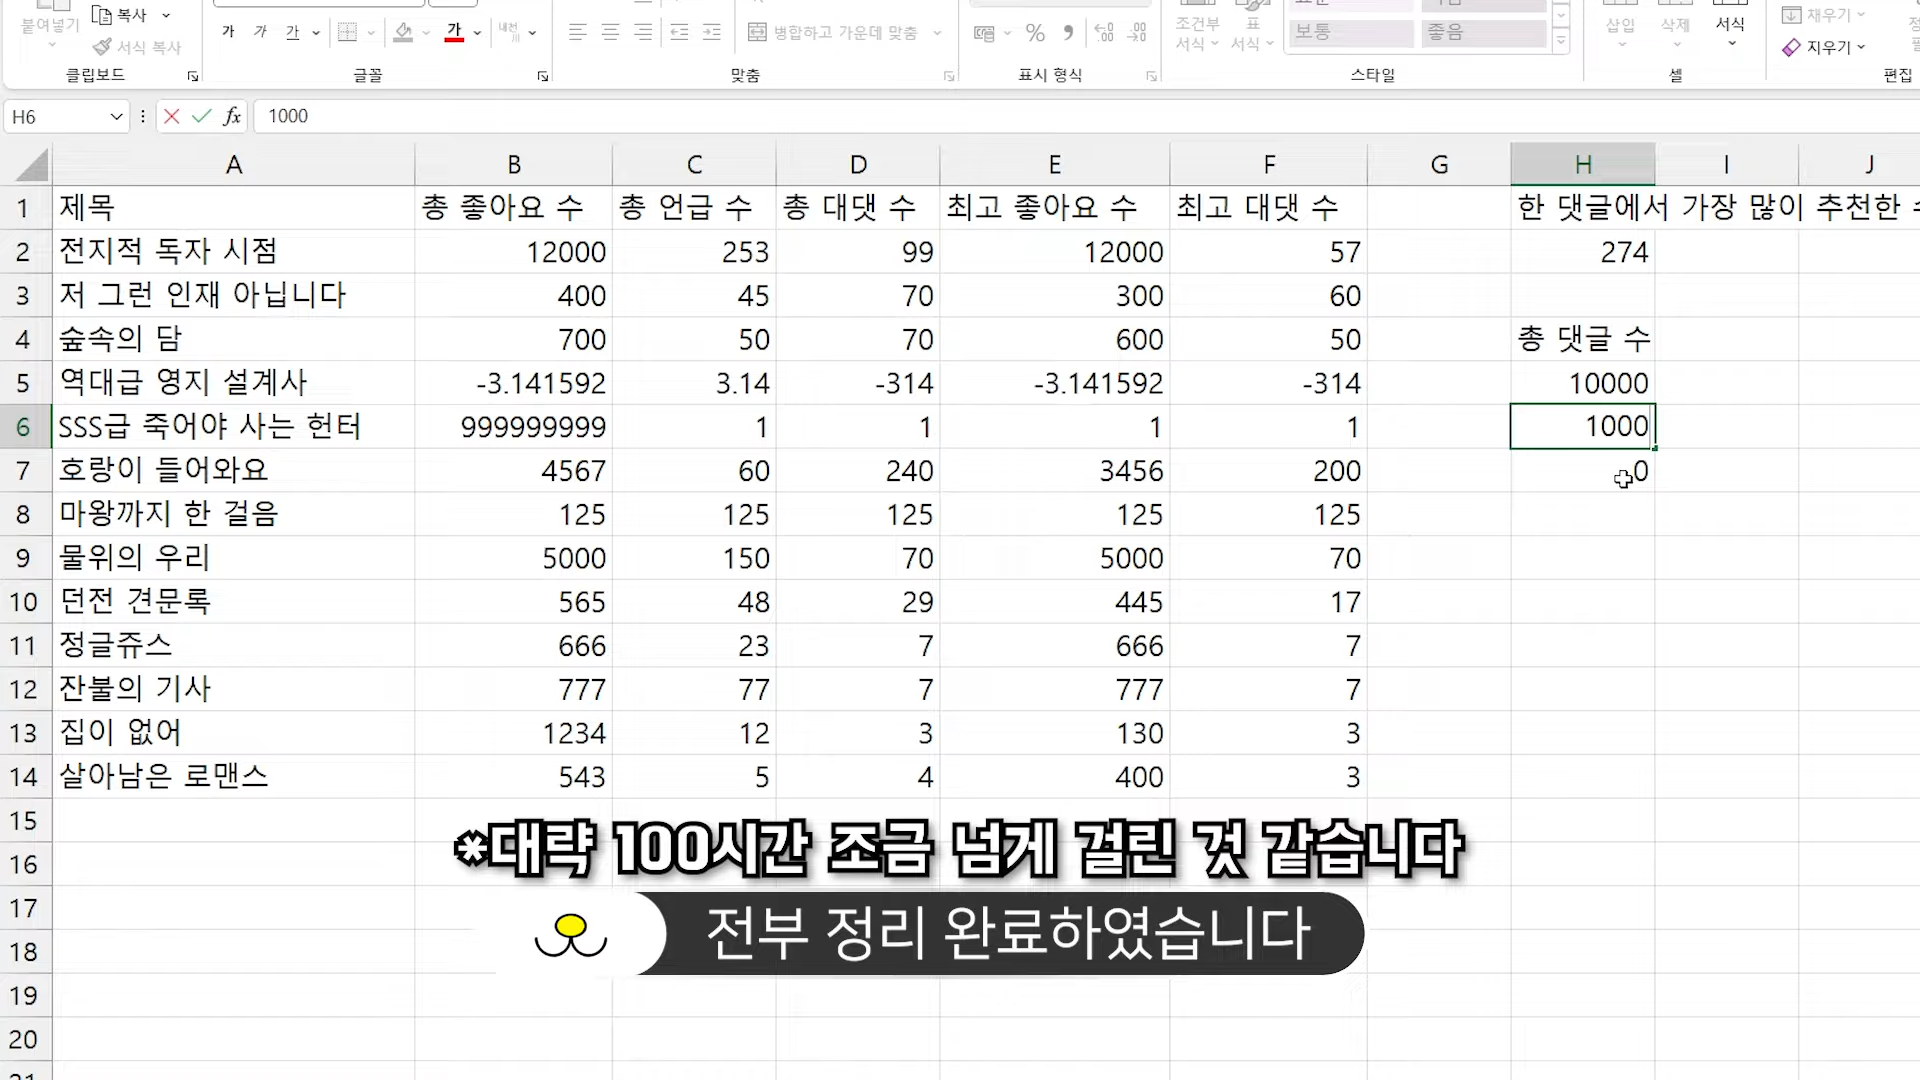 붙여넣기 복사 서식 복사
클립보드
가 가 가 가 내천
글꼴
병합하고 가운데 맞춤
맞춤
% 9 .00
표시 형식
조건부 서식 표 서식 보통 좋음
스타일
삽입 삭제 서식
셀
채우기
지우기
편집
H6 fx 1000
A B C D E F G H I J
1 제목 총 좋아요 수 총 언급 수 총 대댓 수 최고 좋아요 수 최고 대댓 수 한 댓글에서 가장 많이 추천한
2 전지적 독자 시점 12000 253 99 12000 57 274
3 저 그런 인재 아닙니다 400 45 70 300 60
4 숲속의 담 700 50 70 600 50 총 댓글 수
5 역대급 영지 설계사 -3.141592 3.14 -314 -3.141592 -314 10000
6 SSS급 죽어야 사는 헌터 999999999 1 1 1 1 1000
7 호랑이 들어와요 4567 60 240 3456 200 0
8 마왕까지 한 걸음 125 125 125 125 125
9 물위의 우리 5000 150 70 5000 70
10 던전 견문록 565 48 29 445 17
11 정글쥬스 666 23 7 666 7
12 잔불의 기사 777 77 7 777 7
13 집이 없어 1234 12 3 130 3
14 살아남은 로맨스 543 5 4 400 3
15
*대략 100시간 조금 넘게 걸린 것 같습니다
16
17
전부 정리 완료하였습니다
18
19
20